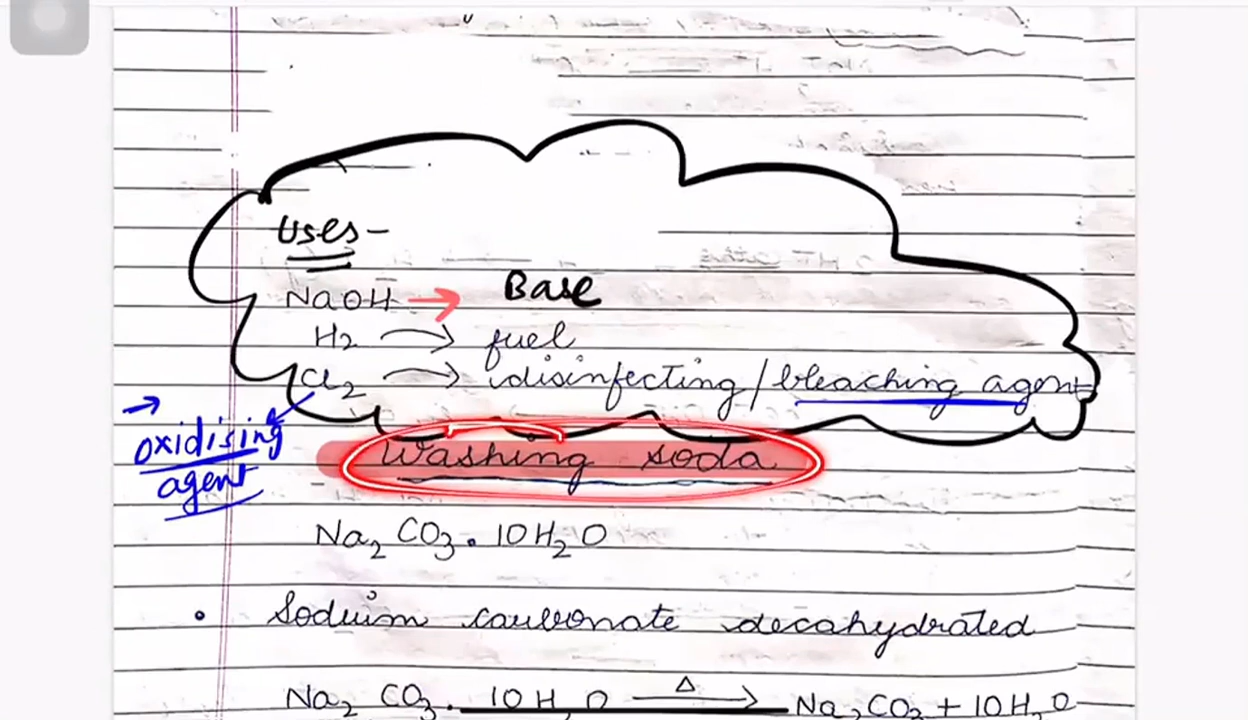 Uses-
NaOH → Base
H₂ → fuel
Cl₂ → disinfecting / bleaching agent
→ oxidising agent
Washing soda
Na₂CO₃.10H₂O
• Sodium carbonate decahydrated
Na₂CO₃.10H₂O —Δ→ Na₂CO₃ + 10H₂O